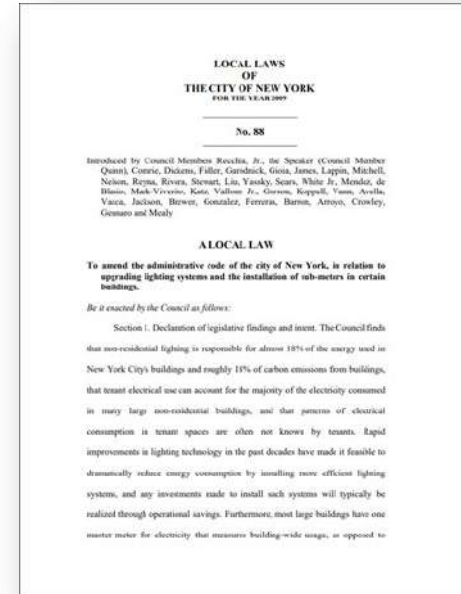 LOCAL LAWS
OF
THE CITY OF NEW YORK
FOR THE YEAR 2009
No. 88
Introduced by Council Members Recchia, Jr., the Speaker (Council Member
Quinn), Comrie, Dickens, Fidler, Garodnick, Gioia, James, Lappin, Mitchell,
Nelson, Reyna, Rivera, Stewart, Liu, Yassky, Sears, White Jr., Mendez, de
Blasio, Mark-Viverito, Katz, Vallone Jr., Gerson, Koppell, Vann, Avella,
Vacca, Jackson, Brewer, Gonzalez, Ferreras, Barron, Arroyo, Crowley,
Gennaro and Mealy
A LOCAL LAW
To amend the administrative code of the city of New York, in relation to
upgrading lighting systems and the installation of sub-meters in certain
buildings.
Be it enacted by the Council as follows:
Section 1. Declaration of legislative findings and intent. The Council finds
that non-residential lighting is responsible for almost 18% of the energy used in
New York City's buildings and roughly 18% of carbon emissions from buildings,
that tenant electrical use can account for the majority of the electricity consumed
in many large non-residential buildings, and that patterns of electrical
consumption in tenant spaces are often not known by tenants. Rapid
improvements in lighting technology in the past decades have made it feasible to
dramatically reduce energy consumption by installing more efficient lighting
systems, and any investments made to install such systems will typically be
realized through operational savings. Furthermore, most large buildings have one
master meter for electricity that measures building-wide usage, as opposed to